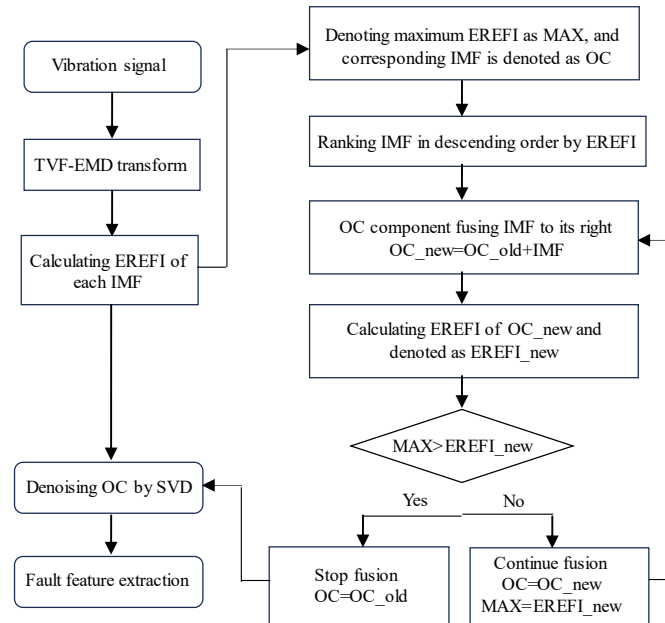 Vibration signal
TVF-EMD transform
Calculating EREFI of
each IMF
Denoising OC by SVD
Fault feature extraction
Denoting maximum EREFI as MAX, and
corresponding IMF is denoted as OC
Ranking IMF in descending order by EREFI
OC component fusing IMF to its right
OC_new=OC_old+IMF
Calculating EREFI of OC_new and
denoted as EREFI_new
MAX>EREFI_new
Yes
No
Stop fusion
OC=OC_old
Continue fusion
OC=OC_new
MAX=EREFI_new